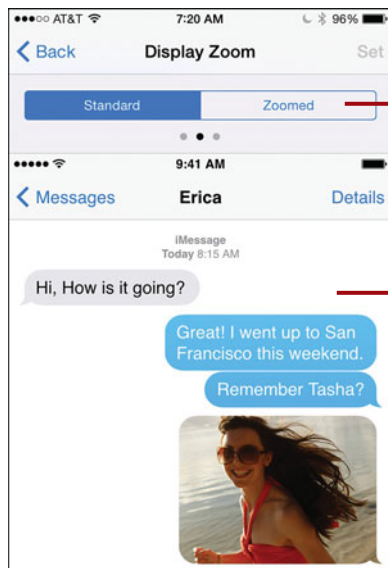 AT&T 7:20 AM 96%
Back Display Zoom Set
Standard Zoomed
9:41 AM
Messages Erica Details
iMessage
Today 8:15 AM
Hi, How is it going?
Great! I went up to San
Francisco this weekend.
Remember Tasha?